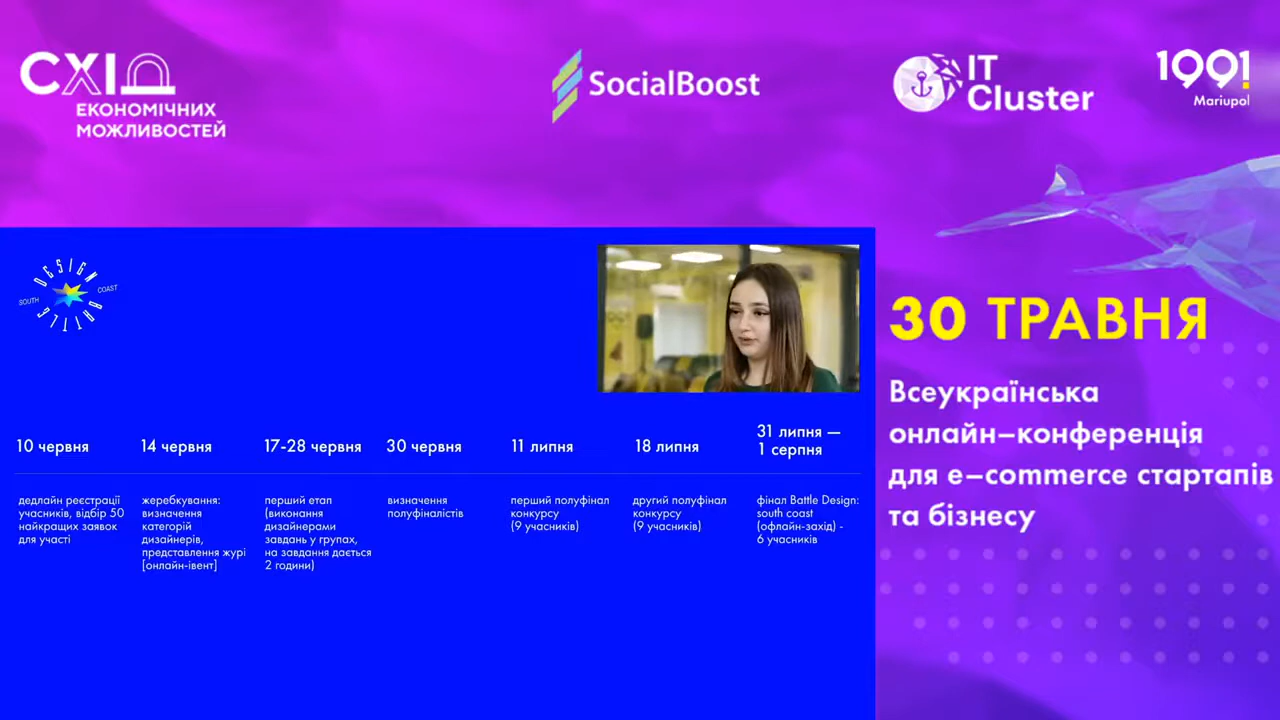 СХІД
ЕКОНОМІЧНИХ
МОЖЛИВОСТЕЙ
SocialBoost
IT
Cluster
1991
Mariupol
DESIGN
SOUTH
COAST
BATTLE
30 ТРАВНЯ
Всеукраїнська
онлайн–конференція
для e–commerce стартапів
та бізнесу
10 червня
дедлайн реєстрації
учасників, відбір 50
найкращих заявок
для участі
14 червня
жеребкування:
визначення
категорій
дизайнерів,
представлення журі
[онлайн-івент]
17-28 червня
перший етап
(виконання
дизайнерами
завдань у групах,
на завдання дається
2 години)
30 червня
визначення
полуфіналістів
11 липня
перший полуфінал
конкурсу
(9 учасників)
18 липня
другий полуфінал
конкурсу
(9 учасників)
31 липня —
1 серпня
фінал Battle Design:
south coast
(офлайн-захід) -
6 учасників